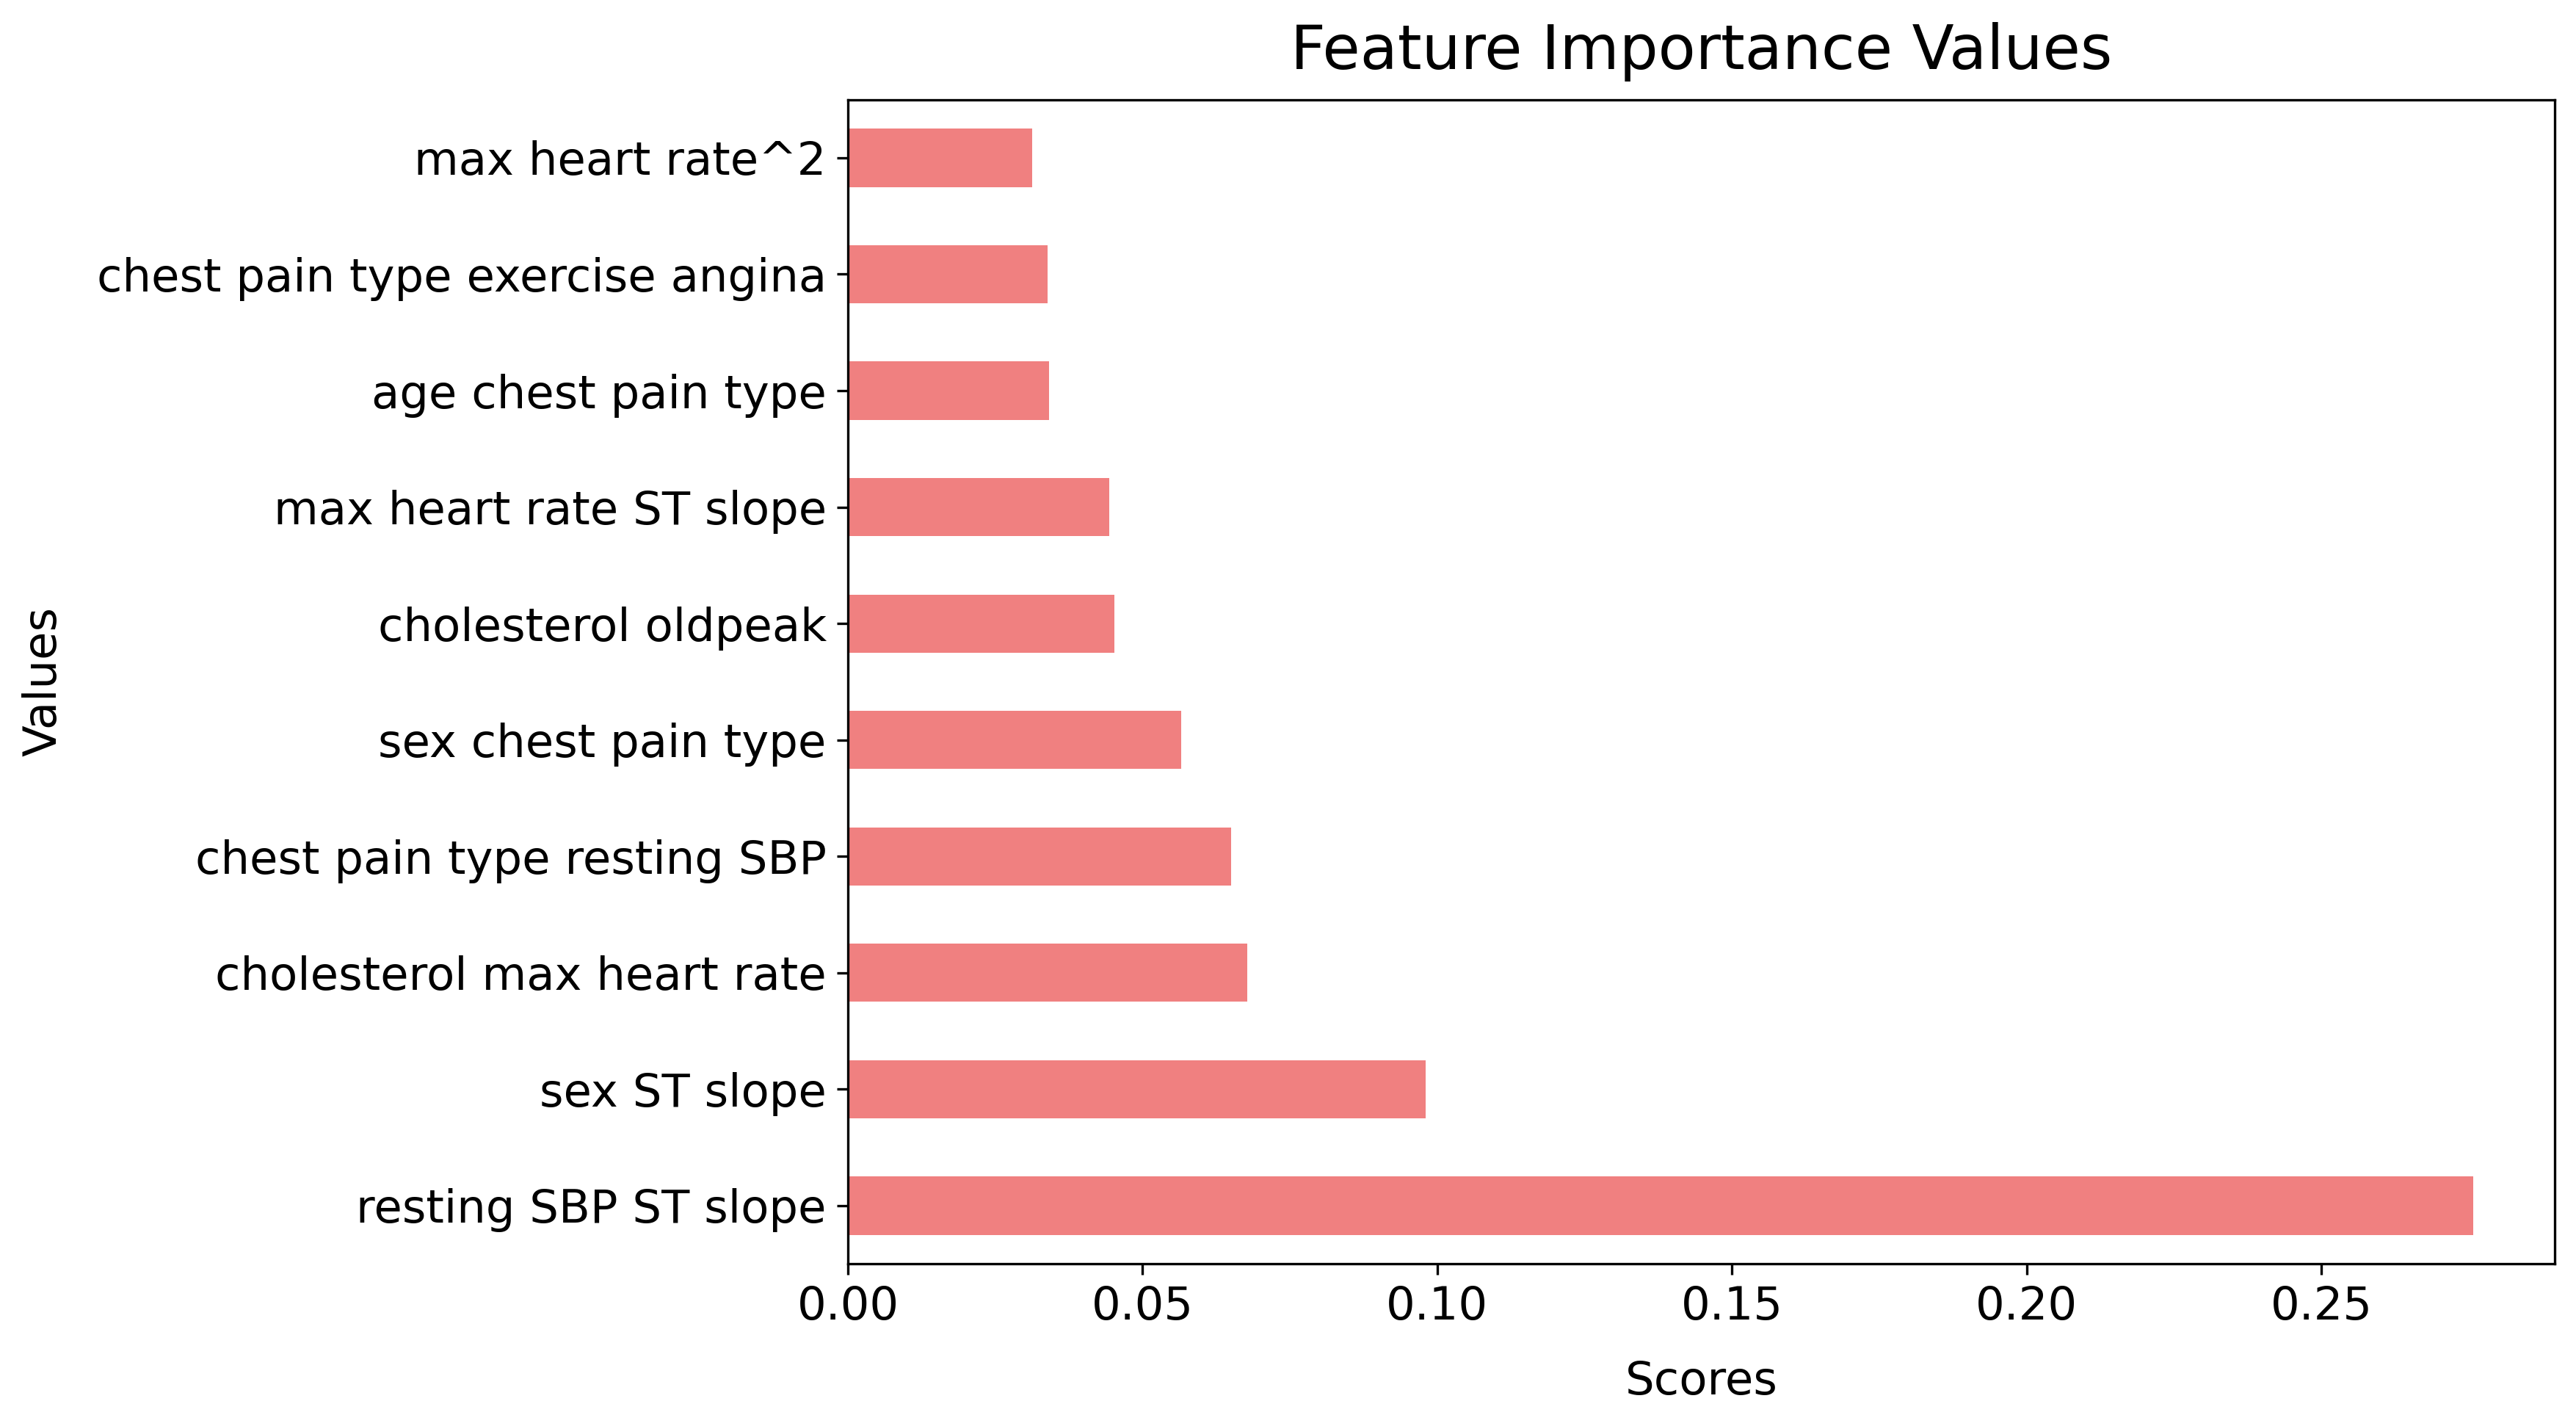 Feature Importance Values
max heart rate^2
chest pain type exercise angina
age chest pain type
max heart rate ST slope
cholesterol oldpeak
sex chest pain type
chest pain type resting SBP
cholesterol max heart rate
sex ST slope
resting SBP ST slope
Values
0.00 0.05 0.10 0.15 0.20 0.25
Scores